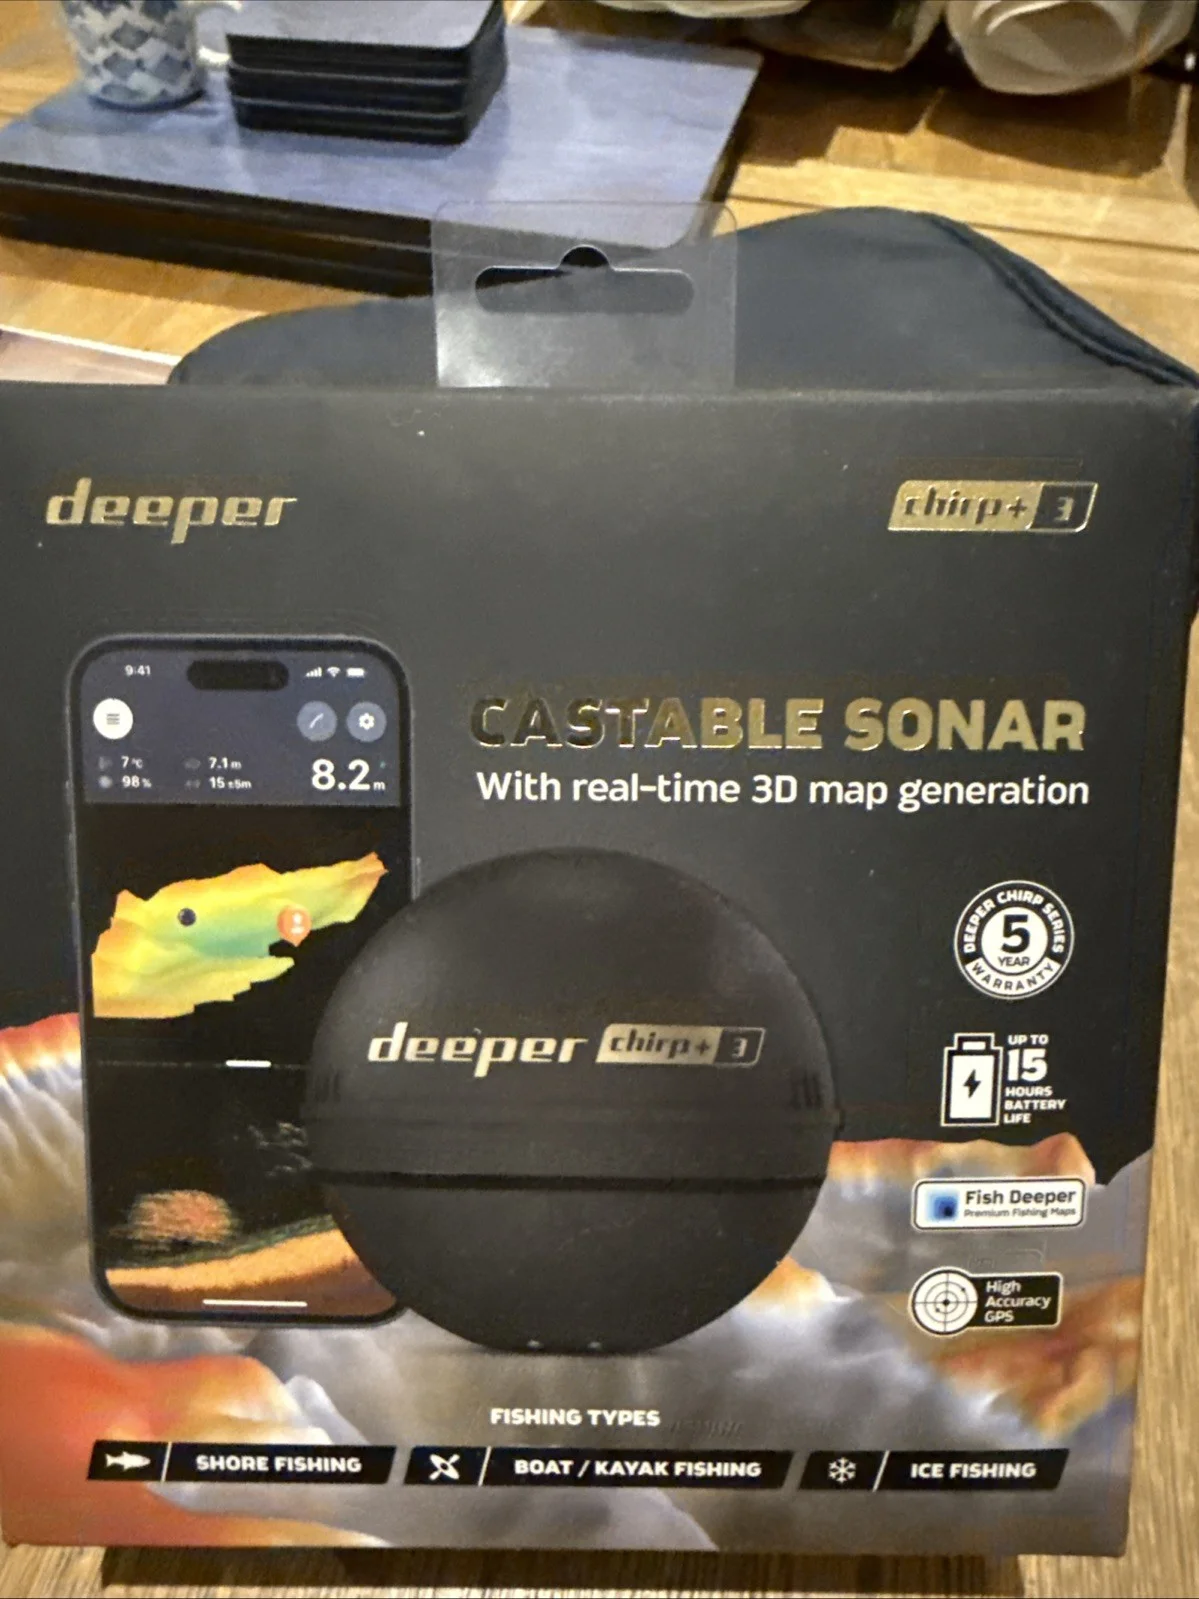 deeper
chirp+ 3
9:41
7°C
7.1m
98%
15 ±5m
8.2m
CASTABLE SONAR
With real-time 3D map generation
DEEPER CHIRP SERIES
5
YEAR
WARRANTY
deeper chirp+ 3
UP TO
15
HOURS
BATTERY
LIFE
Fish Deeper
Premium Fishing Maps
High
Accuracy
GPS
FISHING TYPES
SHORE FISHING
BOAT / KAYAK FISHING
ICE FISHING